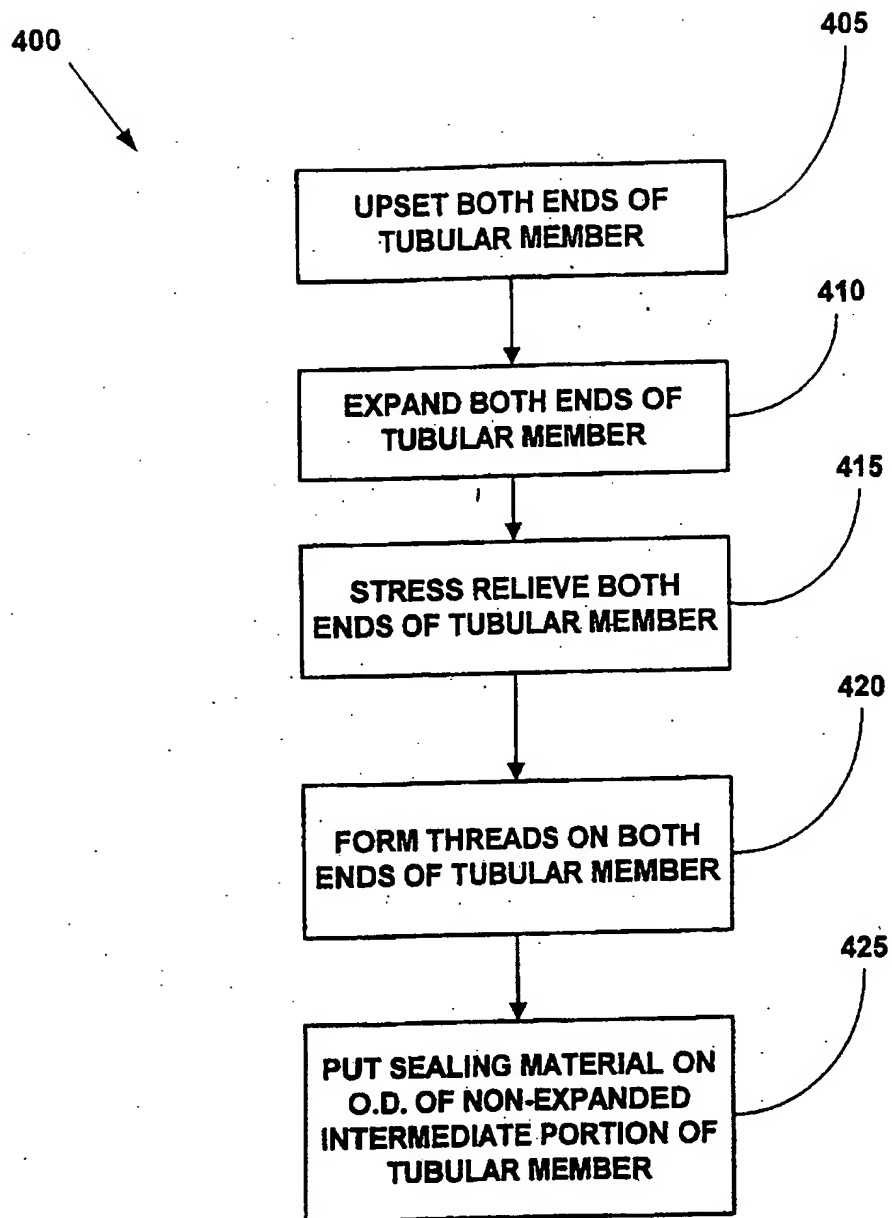 400
405
UPSET BOTH ENDS OF
TUBULAR MEMBER
410
EXPAND BOTH ENDS OF
TUBULAR MEMBER
415
STRESS RELIEVE BOTH
ENDS OF TUBULAR MEMBER
420
FORM THREADS ON BOTH
ENDS OF TUBULAR MEMBER
425
PUT SEALING MATERIAL ON
O.D. OF NON-EXPANDED
INTERMEDIATE PORTION OF
TUBULAR MEMBER